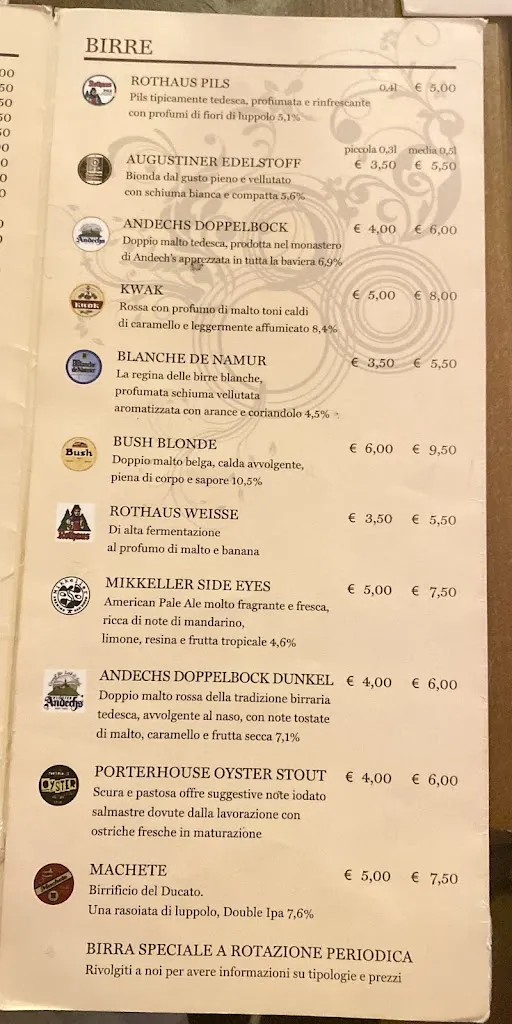 BIRRE
ROTHAUS PILS 0,4l € 5,00
Pils tipicamente tedesca, profumata e rinfrescante
con profumi di fiori di luppolo 5,1%
piccola 0,3l media 0,5l
AUGUSTINER EDELSTOFF € 3,50 € 5,50
Bionda dal gusto pieno e vellutato
con schiuma bianca e compatta 5,6%
ANDECHS DOPPELBOCK € 4,00 € 6,00
Doppio malto tedesca, prodotta nel monastero
di Andech's apprezzata in tutta la baviera 6,9%
KWAK € 5,00 € 8,00
Rossa con profumo di malto toni caldi
di caramello e leggermente affumicato 8,4%
BLANCHE DE NAMUR € 3,50 € 5,50
La regina delle birre blanche,
profumata schiuma vellutata
aromatizzata con arance e coriandolo 4,5%
BUSH BLONDE € 6,00 € 9,50
Doppio malto belga, calda avvolgente,
piena di corpo e sapore 10,5%
ROTHAUS WEISSE € 3,50 € 5,50
Di alta fermentazione
al profumo di malto e banana
MIKKELLER SIDE EYES € 5,00 € 7,50
American Pale Ale molto fragrante e fresca,
ricca di note di mandarino,
limone, resina e frutta tropicale 4,6%
ANDECHS DOPPELBOCK DUNKEL € 4,00 € 6,00
Doppio malto rossa della tradizione birraria
tedesca, avvolgente al naso, con note tostate
di malto, caramello e frutta secca 7,1%
PORTERHOUSE OYSTER STOUT € 4,00 € 6,00
Scura e pastosa offre suggestive note iodato
salmastre dovute dalla lavorazione con
ostriche fresche in maturazione
MACHETE € 5,00 € 7,50
Birrificio del Ducato.
Una rasoiata di luppolo, Double Ipa 7,6%
BIRRA SPECIALE A ROTAZIONE PERIODICA
Rivolgiti a noi per avere informazioni su tipologie e prezzi